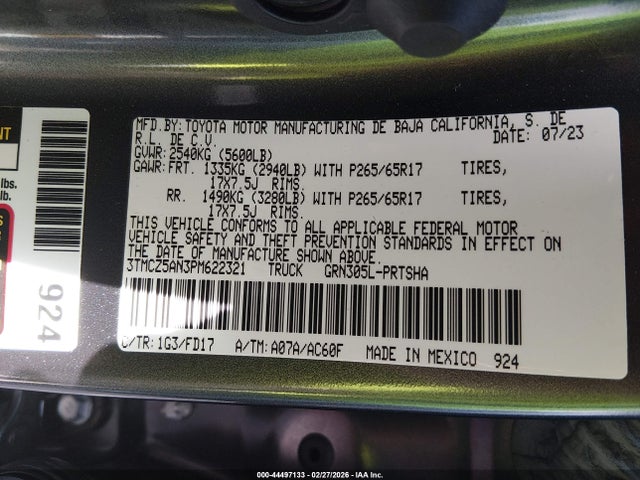 MFD.BY:TOYOTA MOTOR MANUFACTURING DE BAJA CALIFORNIA, S. DE
R.L. DE C.V. DATE: 07/23
GVWR:2540KG (5600LB)
GAWR:FRT. 1335KG (2940LB) WITH P265/65R17 TIRES,
17X7.5J RIMS.
RR. 1490KG (3280LB) WITH P265/65R17 TIRES,
17X7.5J RIMS.
THIS VEHICLE CONFORMS TO ALL APPLICABLE FEDERAL MOTOR
VEHICLE SAFETY AND THEFT PREVENTION STANDARDS IN EFFECT ON
THE DATE OF MANUFACTURE SHOWN ABOVE.
3TMCZ5AN3PM622321 TRUCK GRN305L-PRTSHA
C/TR:1G3/FD17 A/TM:A07A/AC60F MADE IN MEXICO 924
NT
lbs.
lb.
924
000-44497133 - 02/27/2026 - IAA Inc.